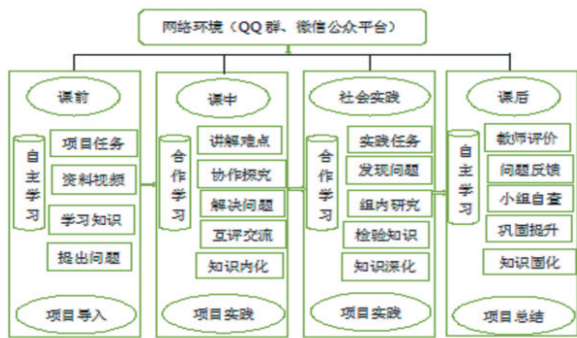 网络环境（QQ群、微信公众平台）
课前
自主学习
项目任务
资料视频
学习知识
提出问题
项目导入
课中
合作学习
讲解难点
协作探究
解决问题
互评交流
知识内化
项目实践
社会实践
合作学习
实践任务
发现问题
组内研究
检验知识
知识深化
项目实践
课后
自主学习
教师评价
问题反馈
小组自查
巩固提升
知识固化
项目总结